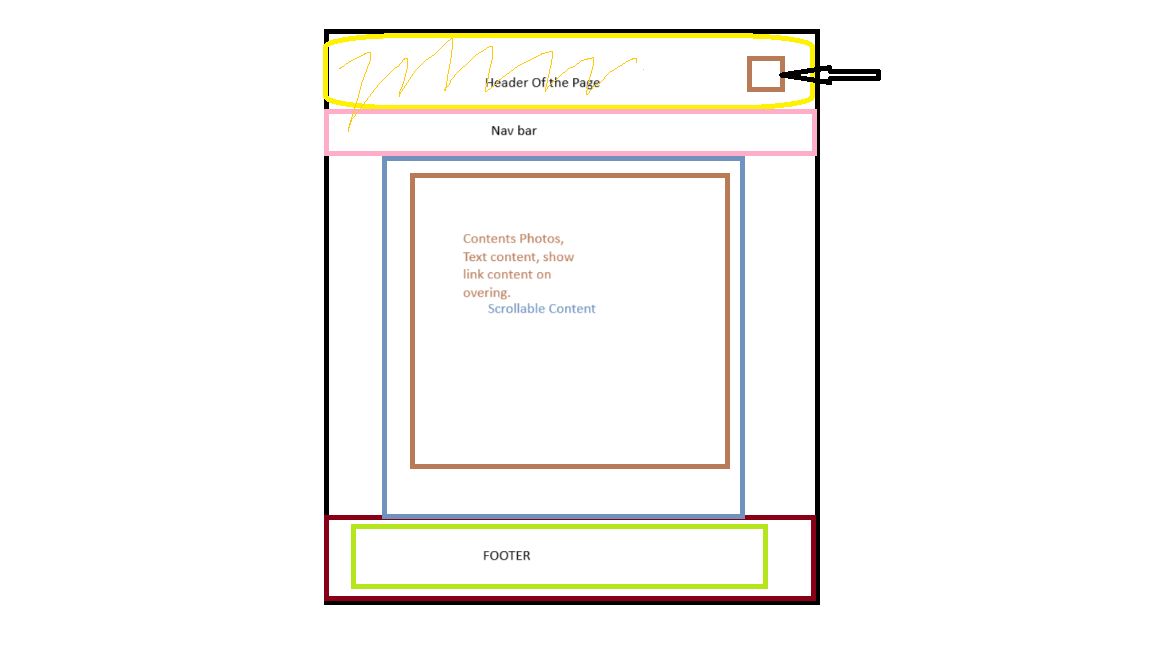 Header Of the Page
Nav bar
Contents Photos,
Text content, show
link content on
overing.
Scrollable Content
FOOTER